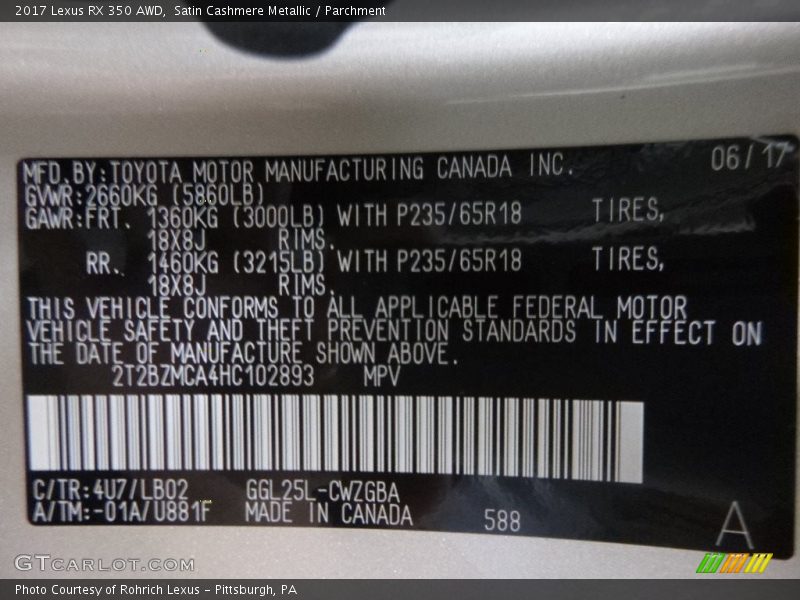 2017 Lexus RX 350 AWD, Satin Cashmere Metallic / Parchment
MFD.BY:TOYOTA MOTOR MANUFACTURING CANADA INC. 06/17
GVWR:2660KG (5860LB)
GAWR:FRT. 1360KG (3000LB) WITH P235/65R18 TIRES,
18X8J RIMS.
RR. 1460KG (3215LB) WITH P235/65R18 TIRES,
18X8J RIMS.
THIS VEHICLE CONFORMS TO ALL APPLICABLE FEDERAL MOTOR
VEHICLE SAFETY AND THEFT PREVENTION STANDARDS IN EFFECT ON
THE DATE OF MANUFACTURE SHOWN ABOVE.
2T2BZMCA4HC102893 MPV
C/TR:4U7/LB02 GGL25L-CWZGBA
A/TM:-01A/U881F MADE IN CANADA 588 A
GTCARLOT.COM
Photo Courtesy of Rohrich Lexus – Pittsburgh, PA